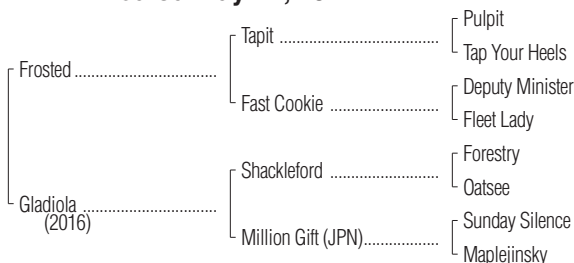 Pulpit
Tapit ..........................................
Tap Your Heels
Frosted .......................................
Deputy Minister
Fast Cookie ................................
Fleet Lady
Forestry
Shackleford ................................
Oatsee
Gladiola .......................................
(2016)
Sunday Silence
Million Gift (JPN)......................
Maplejinsky